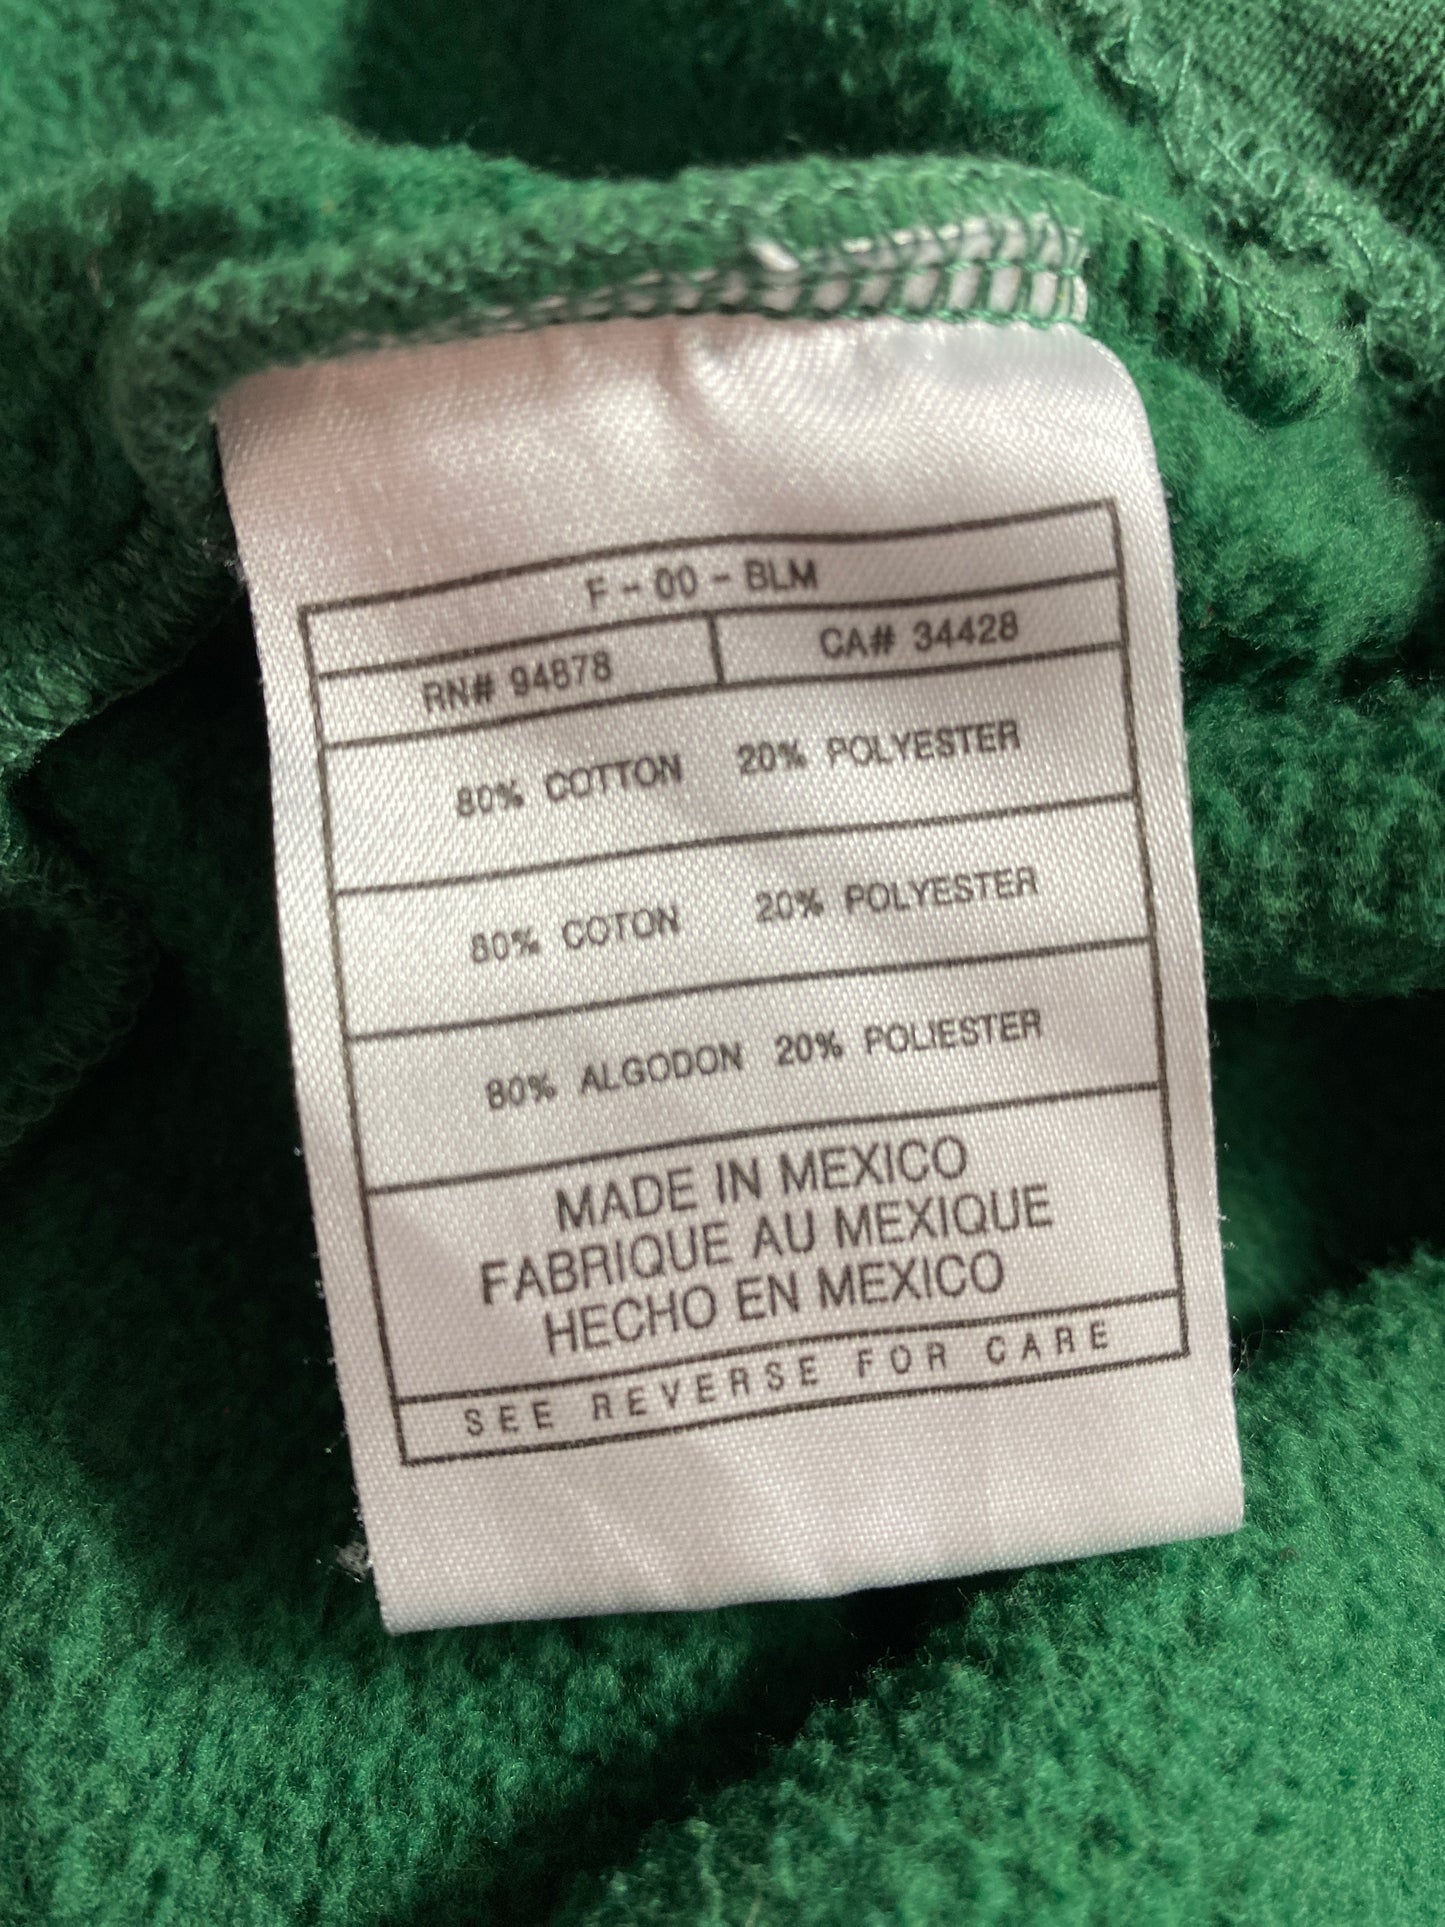 F-00-BLM
RN# 94878 CA# 34428
80% COTTON 20% POLYESTER
80% COTON 20% POLYESTER
80% ALGODON 20% POLIESTER
MADE IN MEXICO
FABRIQUE AU MEXIQUE
HECHO EN MEXICO
SEE REVERSE FOR CARE